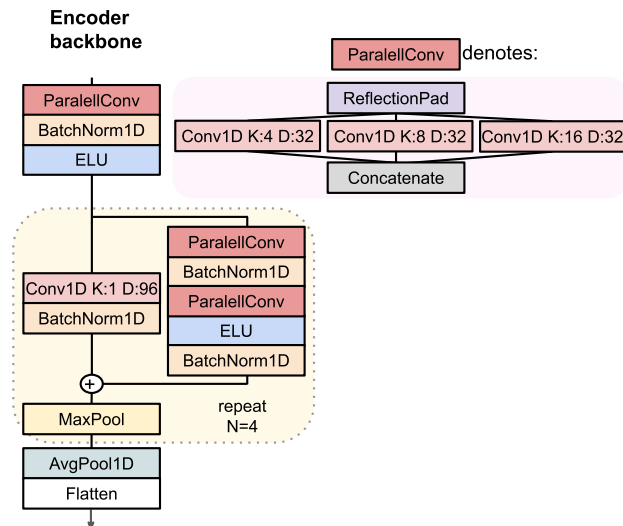 Encoder
backbone
ParalellConv
BatchNorm1D
ELU
ParalellConv denotes:
ReflectionPad
Conv1D K:4 D:32
Conv1D K:8 D:32
Conv1D K:16 D:32
Concatenate
Conv1D K:1 D:96
BatchNorm1D
ParalellConv
BatchNorm1D
ParalellConv
ELU
BatchNorm1D
+
MaxPool
repeat
N=4
AvgPool1D
Flatten